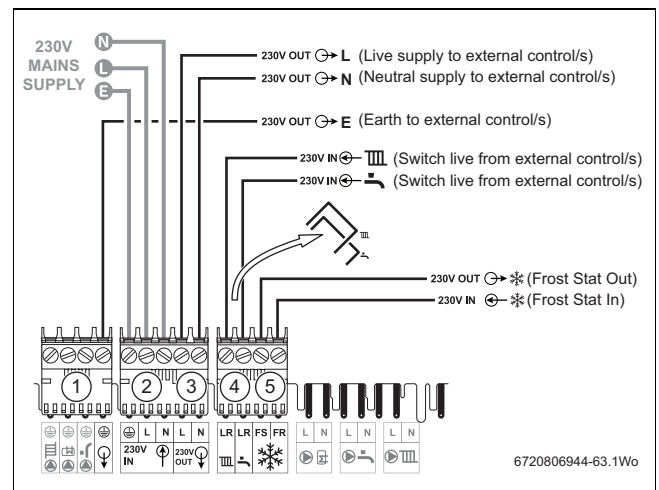 230V
MAINS
SUPPLY
N
L
E
230V OUT L (Live supply to external control/s)
230V OUT N (Neutral supply to external control/s)
230V OUT E (Earth to external control/s)
230V IN (Switch live from external control/s)
230V IN (Switch live from external control/s)
230V OUT (Frost Stat Out)
230V IN (Frost Stat In)
1 2 3 4 5
L N L N LR LR FS FR L N L N L N
230V
IN
230V
OUT
6720806944-63.1Wo